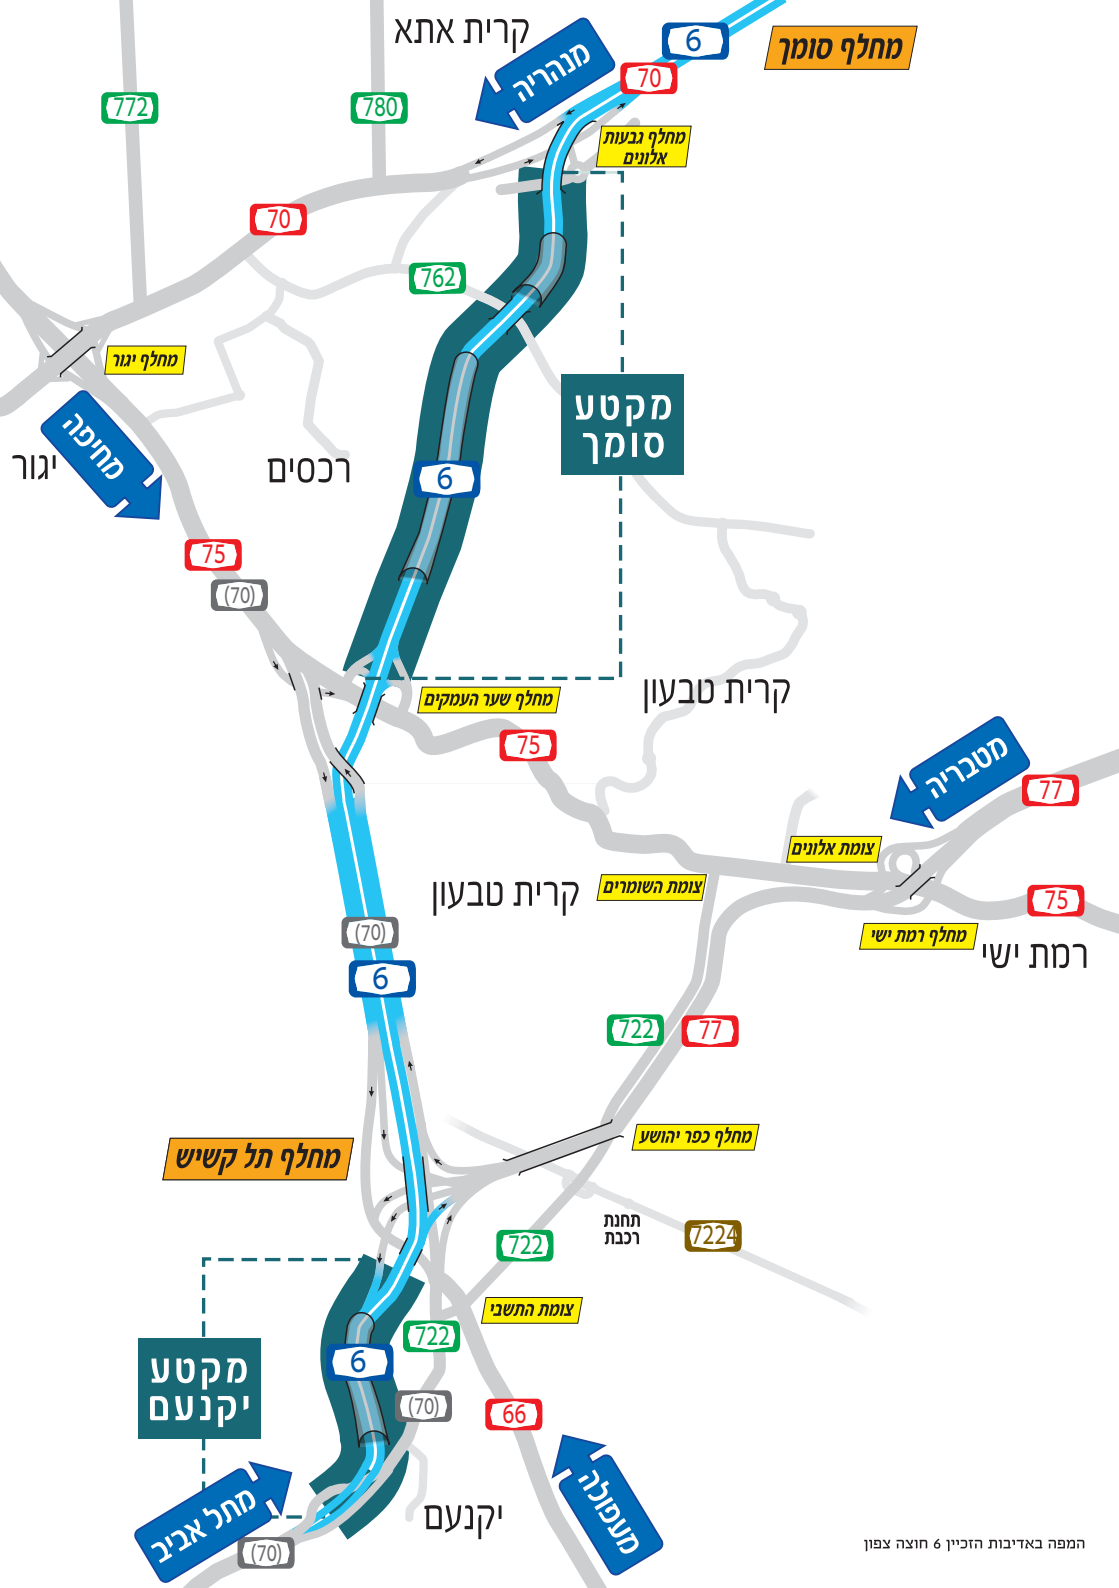 קרית אתא
מנהריה
6
מחלף סומך
70
772
780
מחלף גבעות
אלונים
70
762
מחלף יגור
מקטע
סומך
מחיפה
יגור
רכסים
6
75
(70)
קרית טבעון
מחלף שער העמקים
75
מטבריה
77
צומת אלונים
קרית טבעון
צומת השומרים
75
(70)
מחלף רמת ישי
רמת ישי
6
722
77
מחלף כפר יהושע
מחלף תל קשיש
תחנת
רכבת
7224
722
צומת התשבי
722
מקטע
יקנעם
6
(70)
66
מתל אביב
יקנעם
מעפולה
(70)
המפה באדיבות הזכיין 6 חוצה צפון